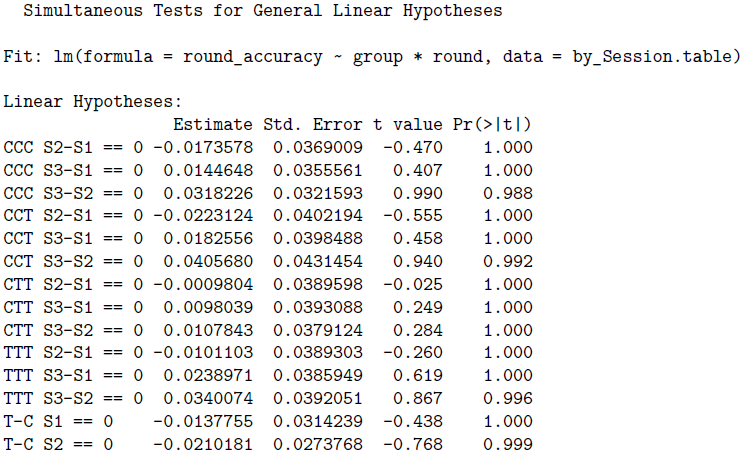 Simultaneous Tests for General Linear Hypotheses
Fit: lm(formula = round_accuracy ~ group * round, data = by_Session.table)
Linear Hypotheses:
Estimate Std. Error t value Pr(>|t|)
CCC S2-S1 == 0 -0.0173578 0.0369009 -0.470 1.000
CCC S3-S1 == 0 0.0144648 0.0355561 0.407 1.000
CCC S3-S2 == 0 0.0318226 0.0321593 0.990 0.988
CCT S2-S1 == 0 -0.0223124 0.0402194 -0.555 1.000
CCT S3-S1 == 0 0.0182556 0.0398488 0.458 1.000
CCT S3-S2 == 0 0.0405680 0.0431454 0.940 0.992
CTT S2-S1 == 0 -0.0009804 0.0389598 -0.025 1.000
CTT S3-S1 == 0 0.0098039 0.0393088 0.249 1.000
CTT S3-S2 == 0 0.0107843 0.0379124 0.284 1.000
TTT S2-S1 == 0 -0.0101103 0.0389303 -0.260 1.000
TTT S3-S1 == 0 0.0238971 0.0385949 0.619 1.000
TTT S3-S2 == 0 0.0340074 0.0392051 0.867 0.996
T-C S1 == 0 -0.0137755 0.0314239 -0.438 1.000
T-C S2 == 0 -0.0210181 0.0273768 -0.768 0.999